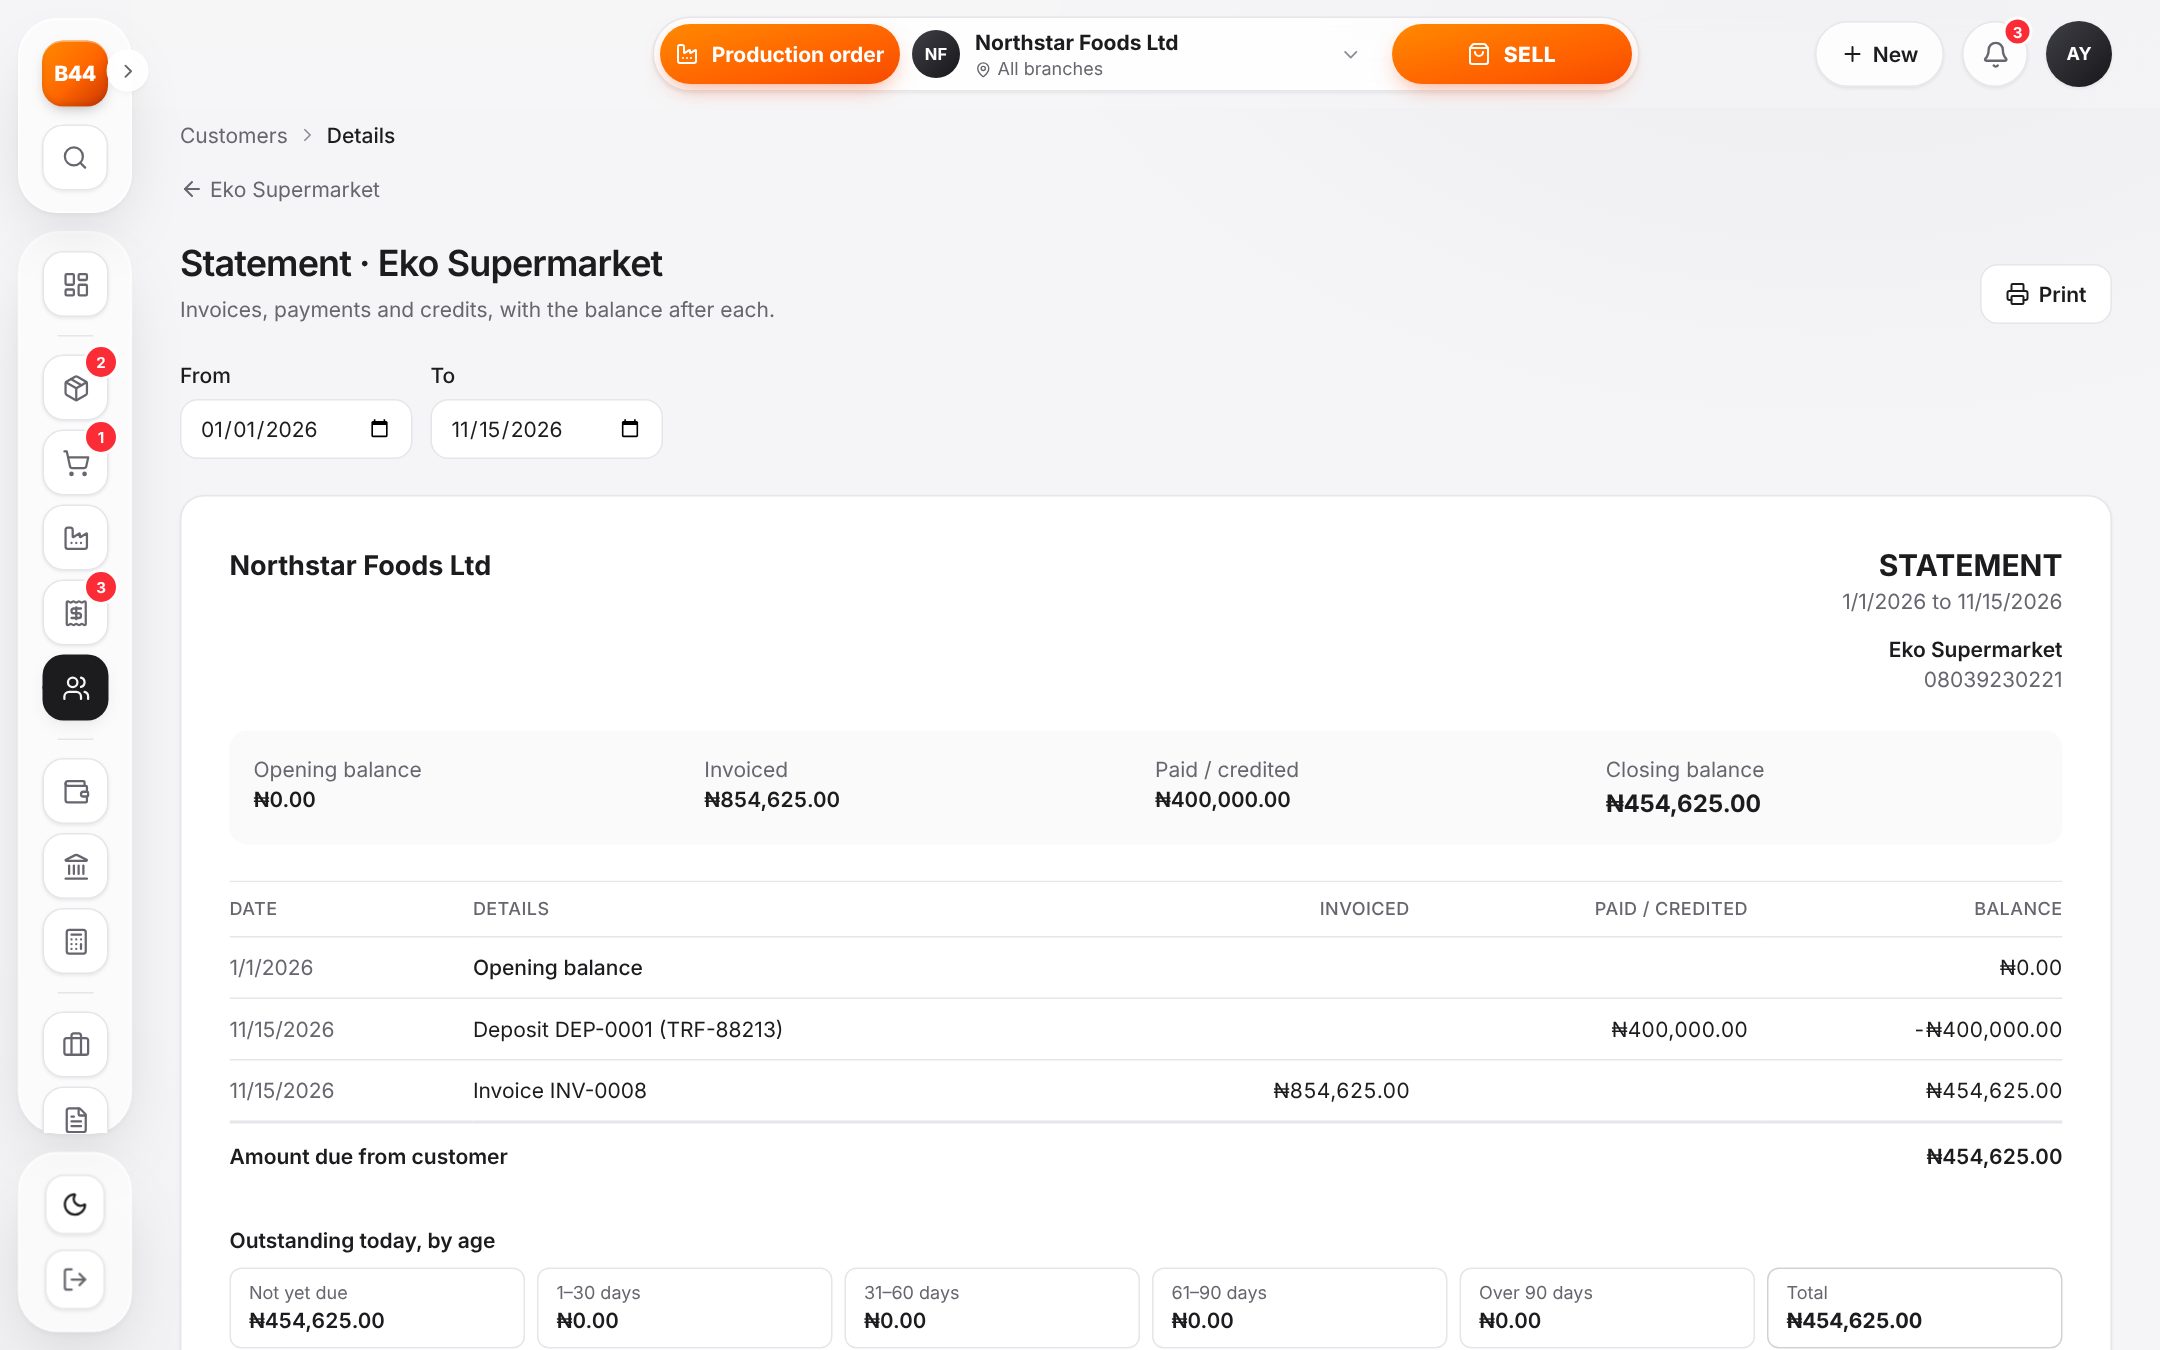 B44
Production order
NF
Northstar Foods Ltd
All branches
SELL
New
3
AY
Customers
Details
Eko Supermarket
Statement · Eko Supermarket
Invoices, payments and credits, with the balance after each.
Print
2
1
3
From
To
01/01/2026
11/15/2026
Northstar Foods Ltd
STATEMENT
1/1/2026 to 11/15/2026
Eko Supermarket
08039230221
Opening balance
Invoiced
Paid / credited
Closing balance
₦0.00
₦854,625.00
₦400,000.00
₦454,625.00
DATE DETAILS INVOICED PAID / CREDITED BALANCE
1/1/2026 Opening balance ₦0.00
11/15/2026 Deposit DEP-0001 (TRF-88213) ₦400,000.00 -₦400,000.00
11/15/2026 Invoice INV-0008 ₦854,625.00 ₦454,625.00
Amount due from customer ₦454,625.00
Outstanding today, by age
Not yet due 1–30 days 31–60 days 61–90 days Over 90 days Total
₦454,625.00 ₦0.00 ₦0.00 ₦0.00 ₦0.00 ₦454,625.00